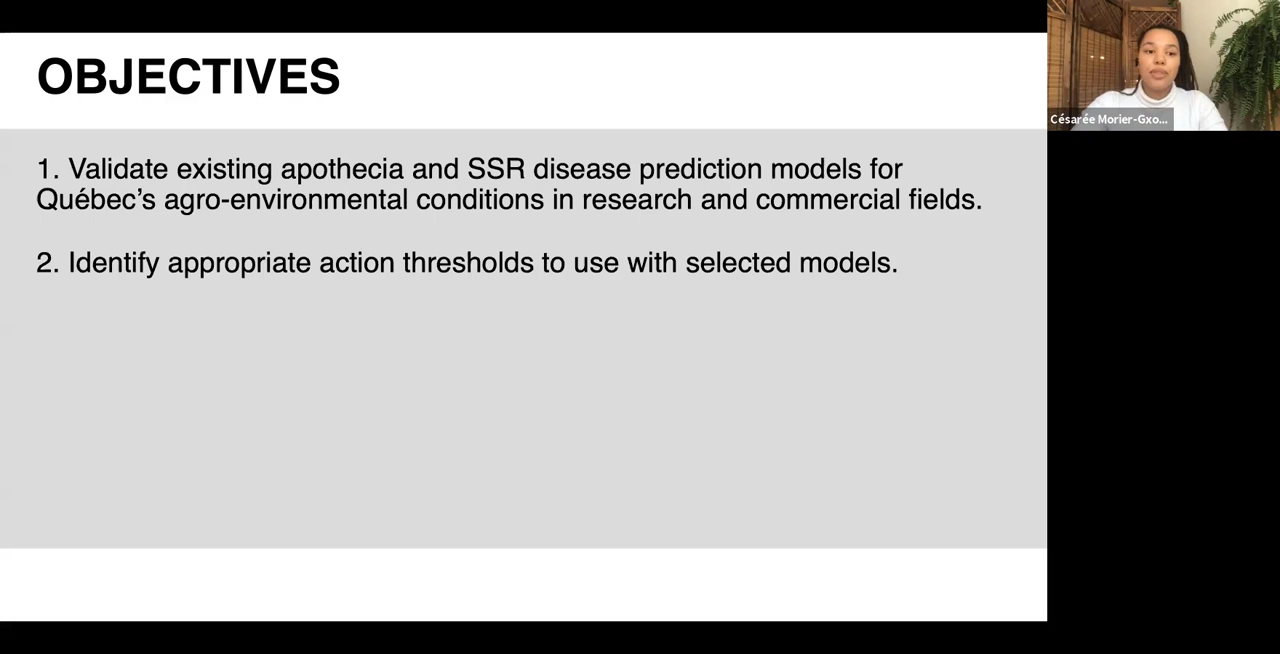 OBJECTIVES
1. Validate existing apothecia and SSR disease prediction models for
Québec’s agro-environmental conditions in research and commercial fields.
2. Identify appropriate action thresholds to use with selected models.
Césarée Morier-Gxo...